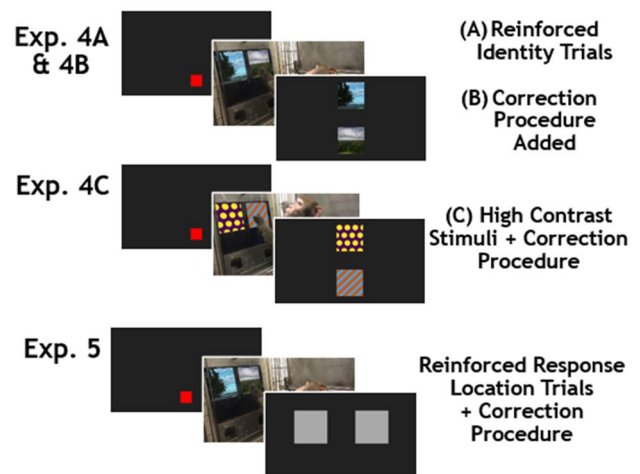 Exp. 4A
& 4B
(A) Reinforced
Identity Trials
(B) Correction
Procedure
Added
Exp. 4C
(C) High Contrast
Stimuli + Correction
Procedure
Exp. 5
Reinforced Response
Location Trials
+ Correction
Procedure